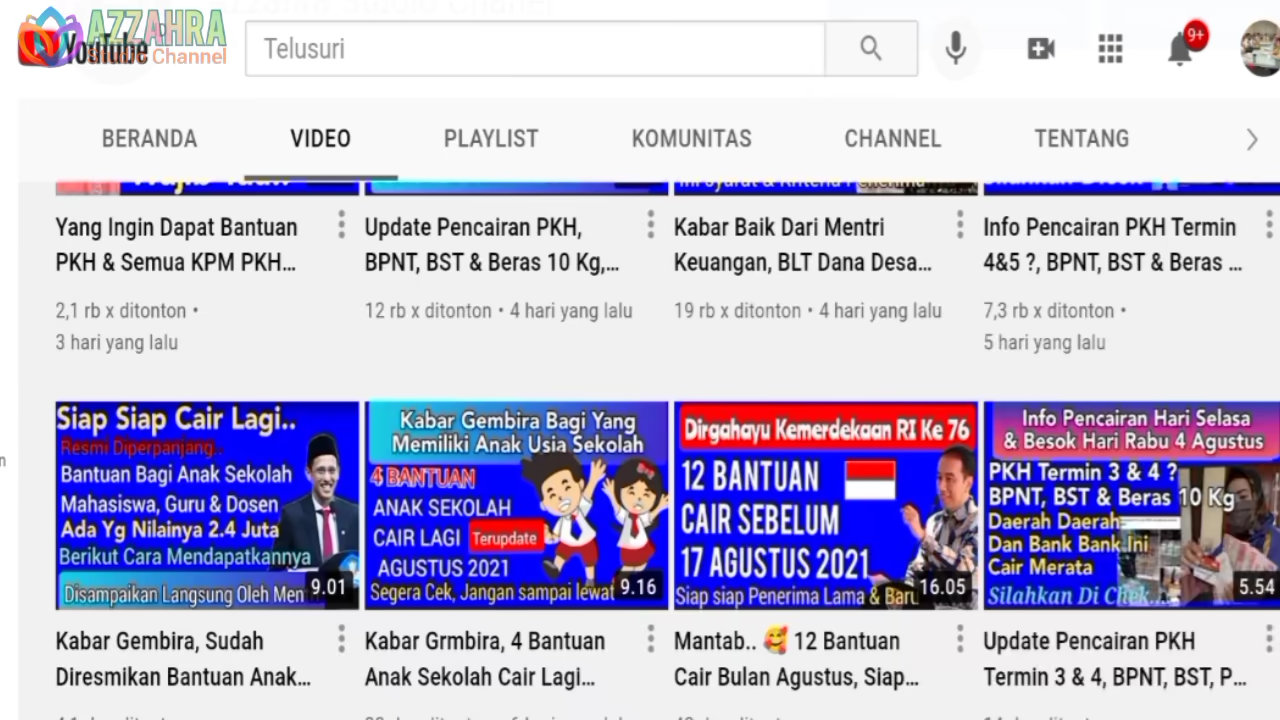 AZZAHRA
Studio Channel
YouTube
Telusuri
9+
BERANDA
VIDEO
PLAYLIST
KOMUNITAS
CHANNEL
TENTANG
Yang Ingin Dapat Bantuan
PKH & Semua KPM PKH...
2,1 rb x ditonton •
3 hari yang lalu
Update Pencairan PKH,
BPNT, BST & Beras 10 Kg,...
12 rb x ditonton • 4 hari yang lalu
Kabar Baik Dari Mentri
Keuangan, BLT Dana Desa...
19 rb x ditonton • 4 hari yang lalu
Info Pencairan PKH Termin
4&5 ?, BPNT, BST & Beras ...
7,3 rb x ditonton •
5 hari yang lalu
Siap Siap Cair Lagi..
Resmi Diperpanjang..
Bantuan Bagi Anak Sekolah
Mahasiswa, Guru & Dosen
Ada Yg Nilainya 2.4 Juta
Berikut Cara Mendapatkannya
Disampaikan Langsung Oleh Men
9.01
Kabar Gembira Bagi Yang
Memiliki Anak Usia Sekolah
4 BANTUAN
ANAK SEKOLAH
CAIR LAGI Terupdate
AGUSTUS 2021
Segera Cek, Jangan sampai lewat
9.16
Dirgahayu Kemerdekaan RI Ke 76
12 BANTUAN
CAIR SEBELUM
17 AGUSTUS 2021
Siap siap Penerima Lama & Baru
16.05
Info Pencairan Hari Selasa
& Besok Hari Rabu 4 Agustus
PKH Termin 3 & 4 ?
BPNT, BST & Beras 10 Kg
Daerah Daerah
Dan Bank Bank Ini
Cair Merata
Silahkan Di Chek...
5.54
Kabar Gembira, Sudah
Diresmikan Bantuan Anak...
Kabar Grmbira, 4 Bantuan
Anak Sekolah Cair Lagi...
Mantab.. 🥰 12 Bantuan
Cair Bulan Agustus, Siap...
Update Pencairan PKH
Termin 3 & 4, BPNT, BST, P...